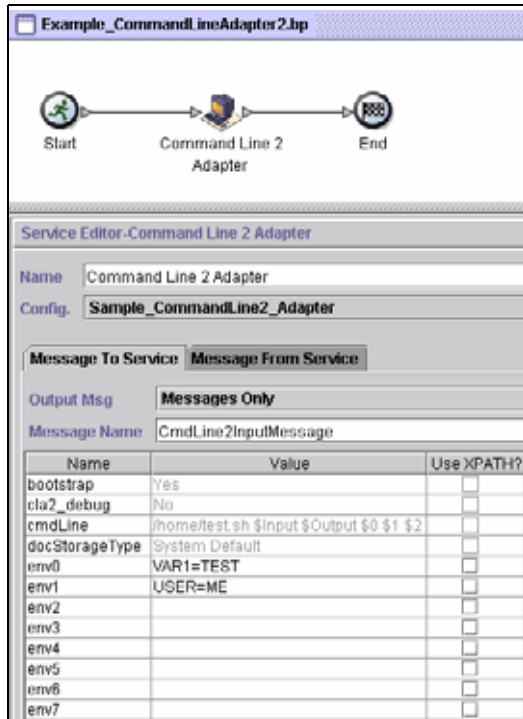 Example_CommandLineAdapter2.bp
Start
Command Line 2 Adapter
End
Service Editor-Command Line 2 Adapter
Name Command Line 2 Adapter
Config. Sample_CommandLine2_Adapter
Message To Service Message From Service
Output Msg Messages Only
Message Name CmdLine2InputMessage
Name Value Use XPATH?
bootstrap Yes
cla2_debug No
cmdLine /home/test.sh $Input $Output $0 $1 $2
docStorageType System Default
env0 VAR1=TEST
env1 USER=ME
env2
env3
env4
env5
env6
env7